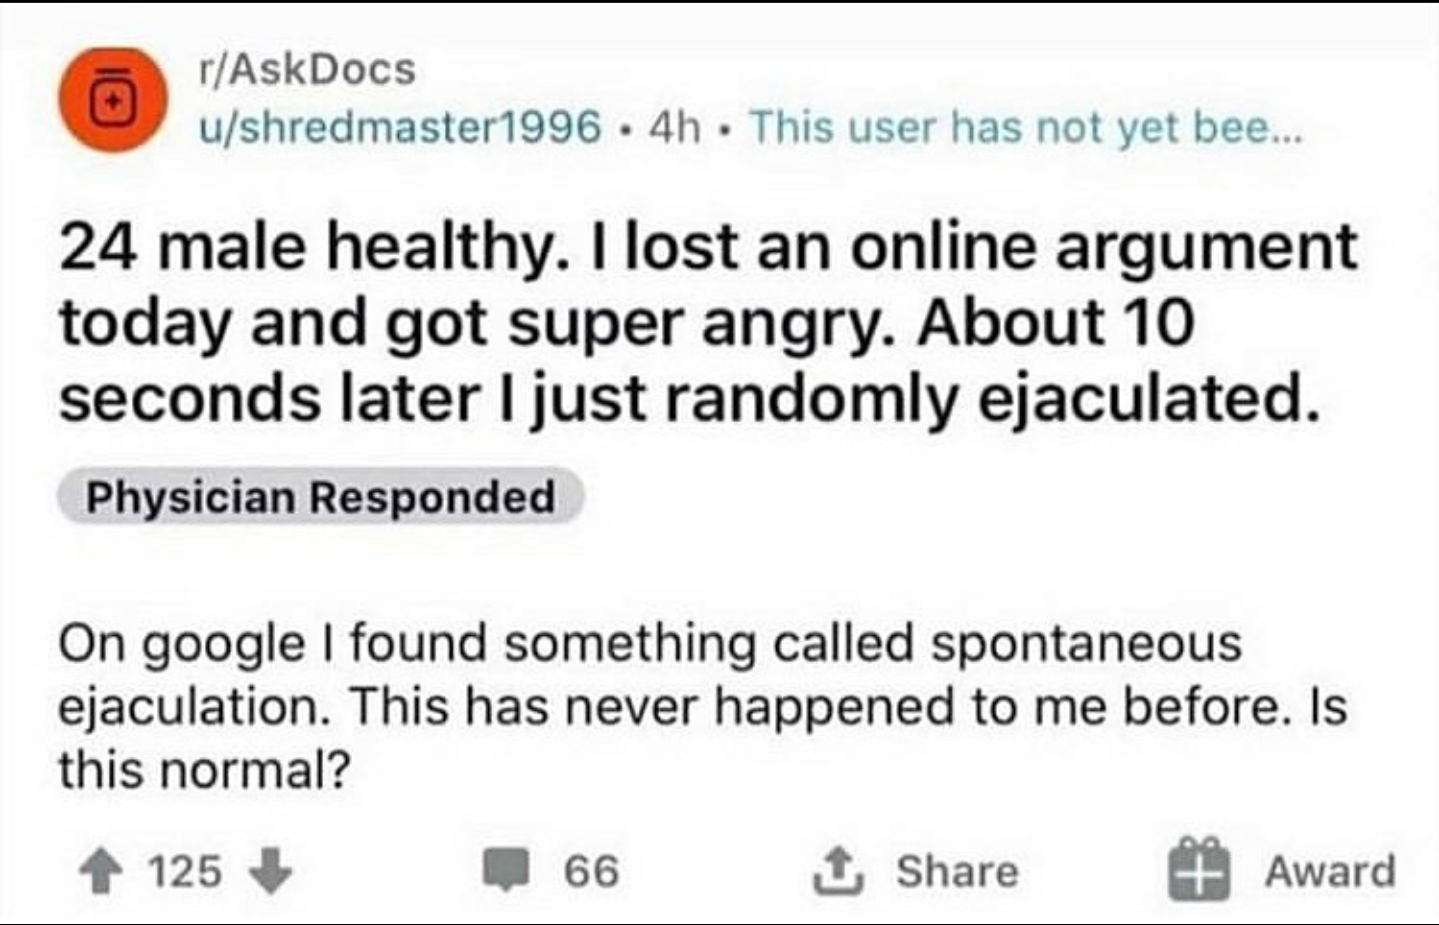 r/AskDocs
u/shredmaster1996 • 4h • This user has not yet bee...
24 male healthy. I lost an online argument
today and got super angry. About 10
seconds later I just randomly ejaculated.
Physician Responded
On google I found something called spontaneous
ejaculation. This has never happened to me before. Is
this normal?
125 66 Share Award